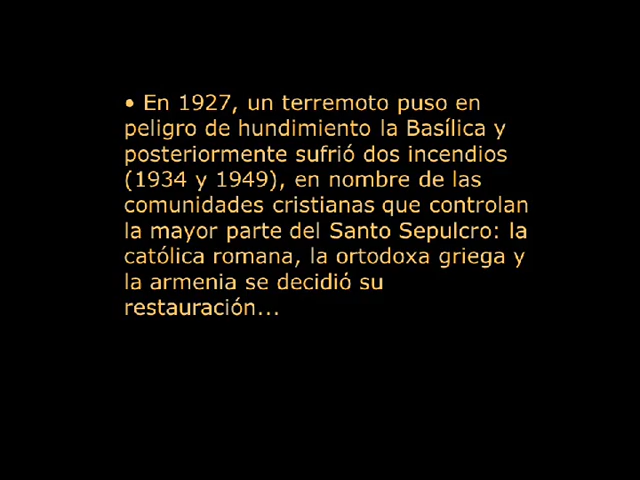 • En 1927, un terremoto puso en
peligro de hundimiento la Basílica y
posteriormente sufrió dos incendios
(1934 y 1949), en nombre de las
comunidades cristianas que controlan
la mayor parte del Santo Sepulcro: la
católica romana, la ortodoxa griega y
la armenia se decidió su
restauración...